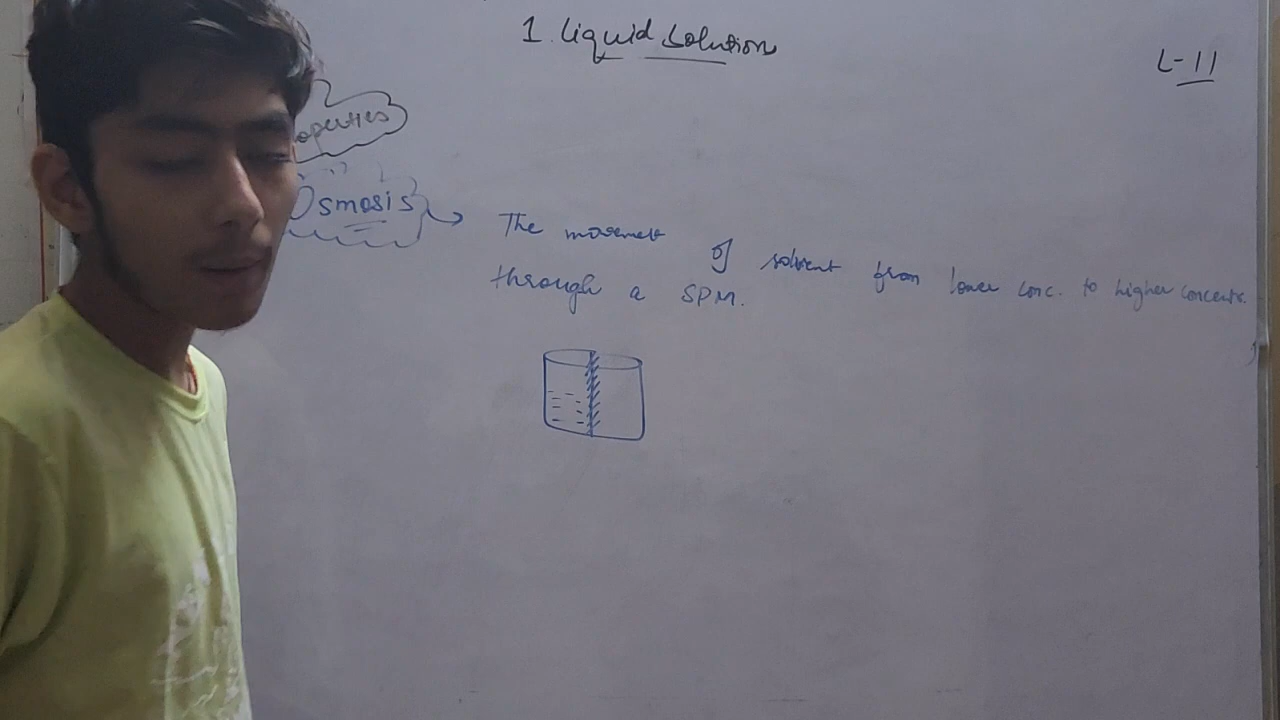 1. Liquid Solution
L-11
operties
Osmosis → The movement of solvent from lower conc. to higher concentr.
through a SPM.